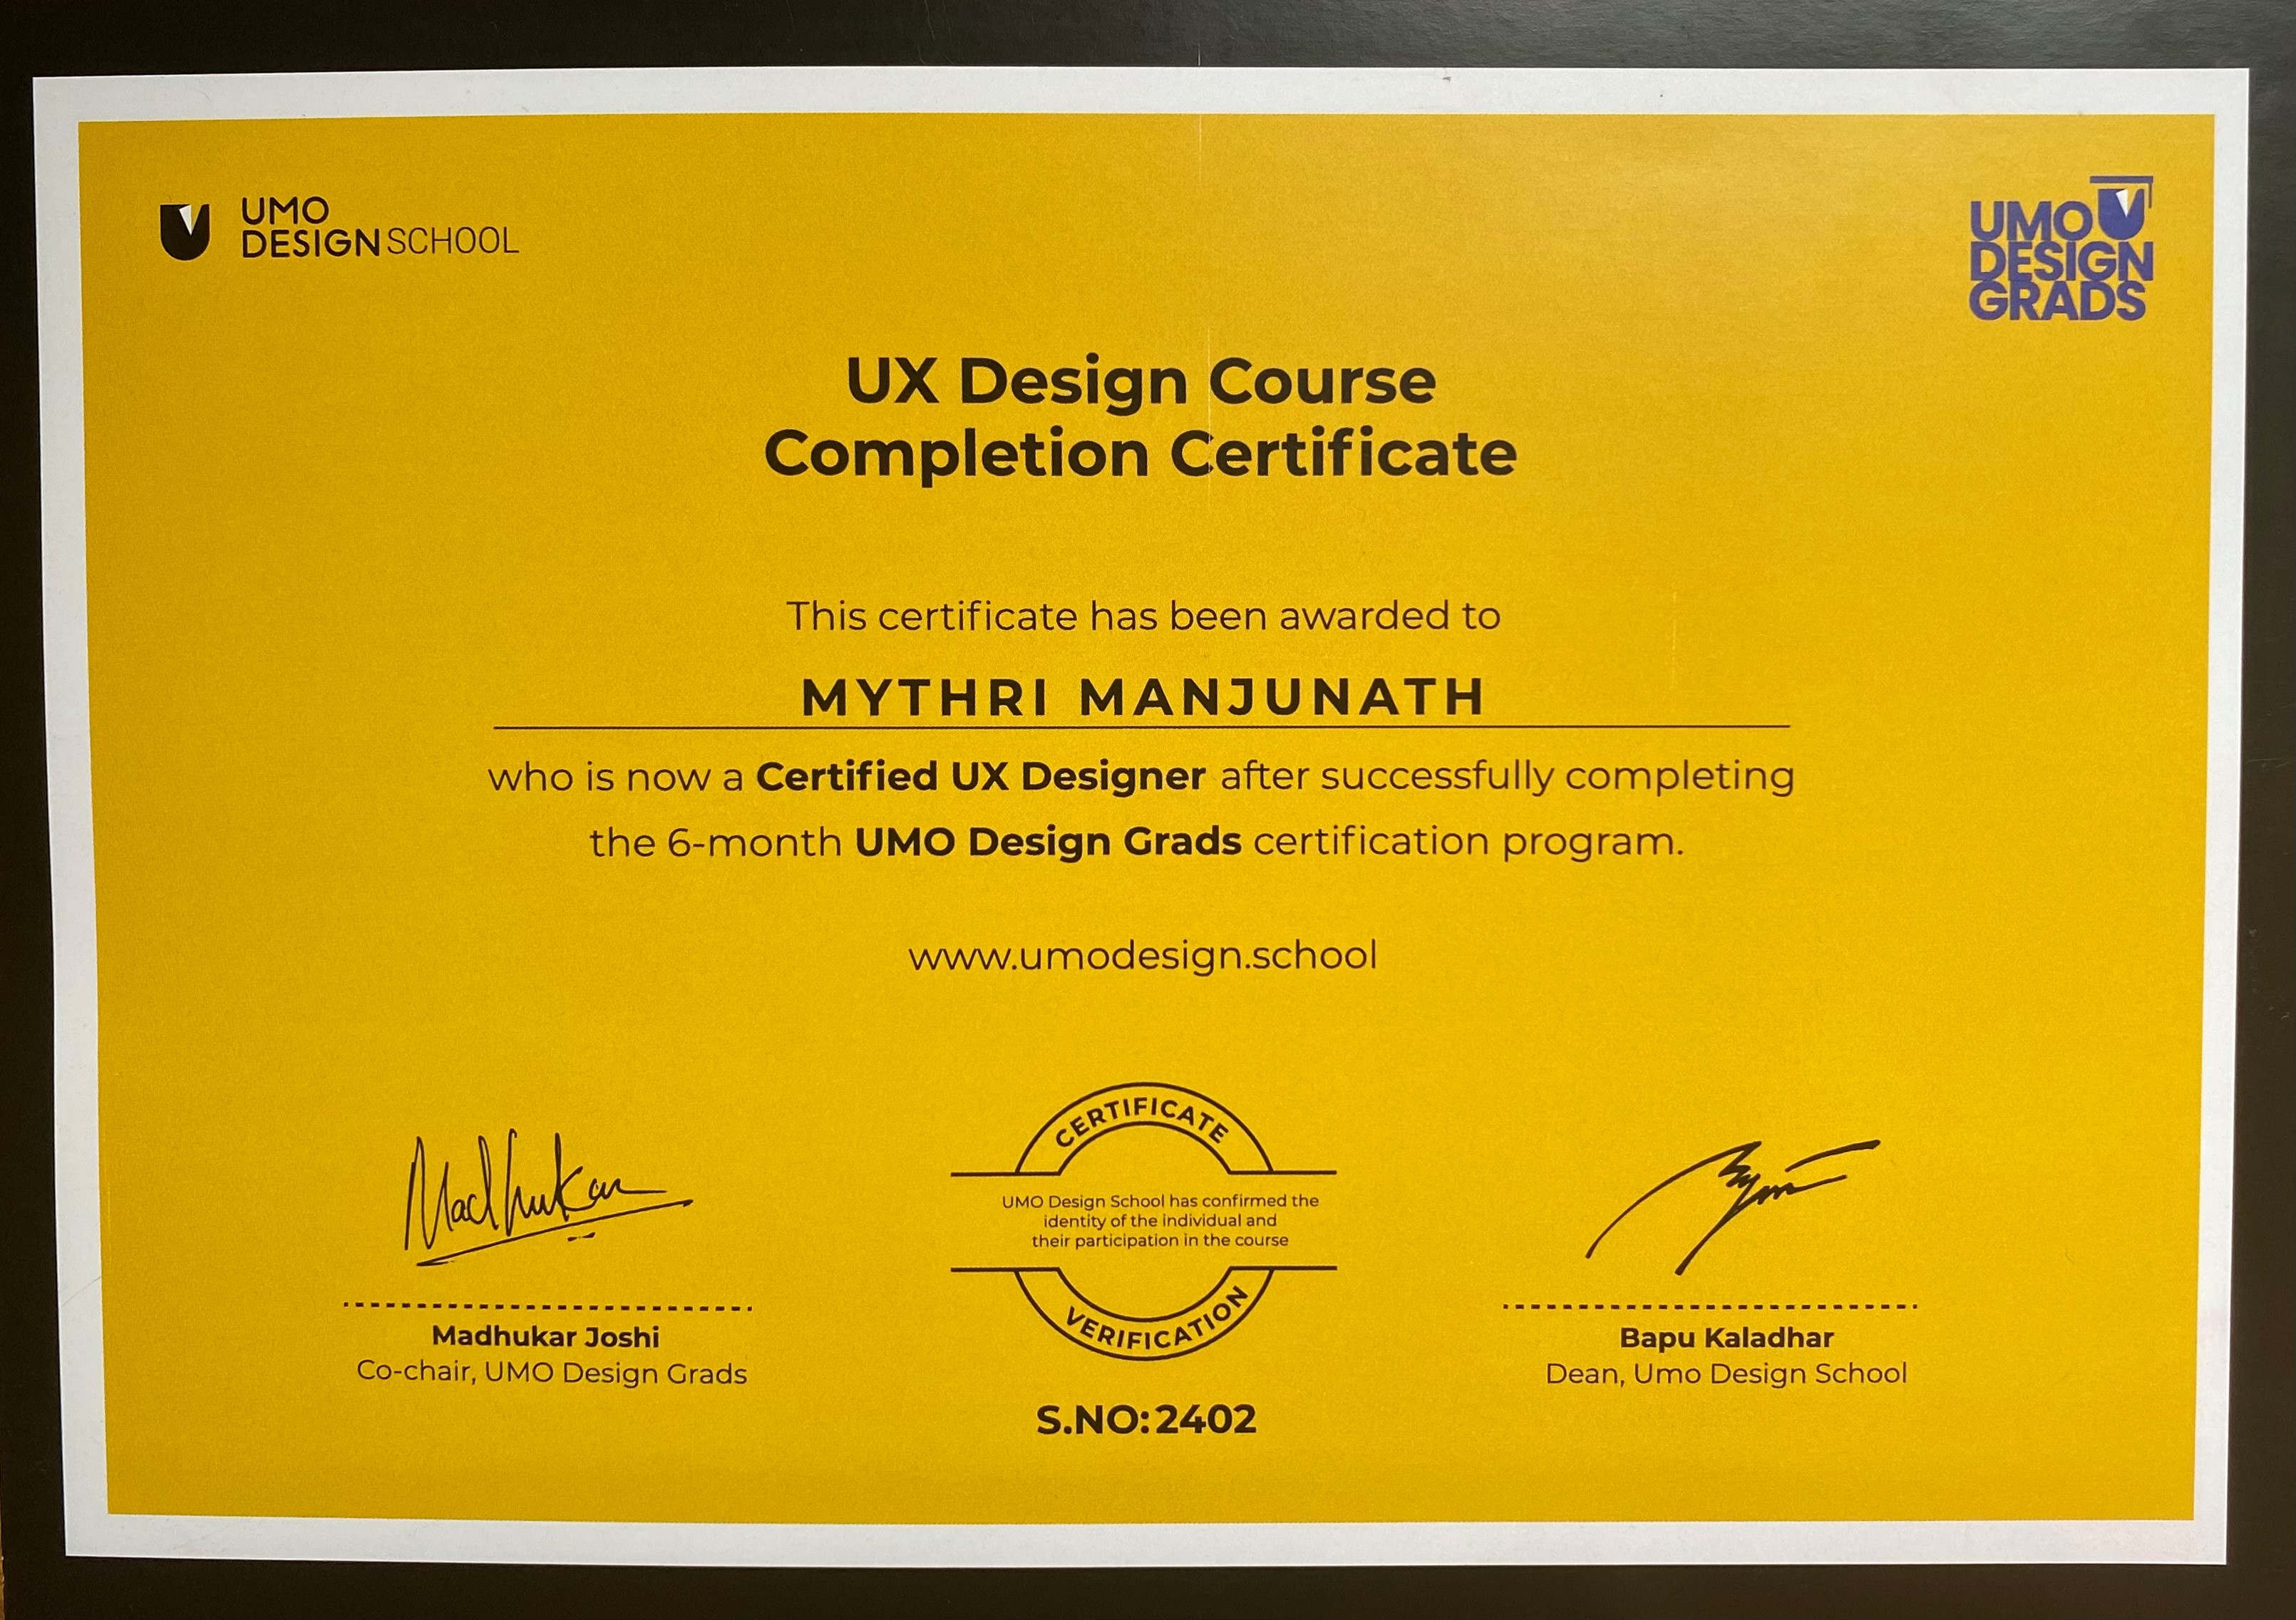 UMO
DESIGNSCHOOL
UMO
DESIGN
GRADS
UX Design Course
Completion Certificate
This certificate has been awarded to
MYTHRI MANJUNATH
who is now a Certified UX Designer after successfully completing
the 6-month UMO Design Grads certification program.
www.umodesign.school
Madhukar
CERTIFICATE
UMO Design School has confirmed the
identity of the individual and
their participation in the course
VERIFICATION
Madhukar Joshi
Co-chair, UMO Design Grads
Bapu Kaladhar
Dean, Umo Design School
S.NO:2402